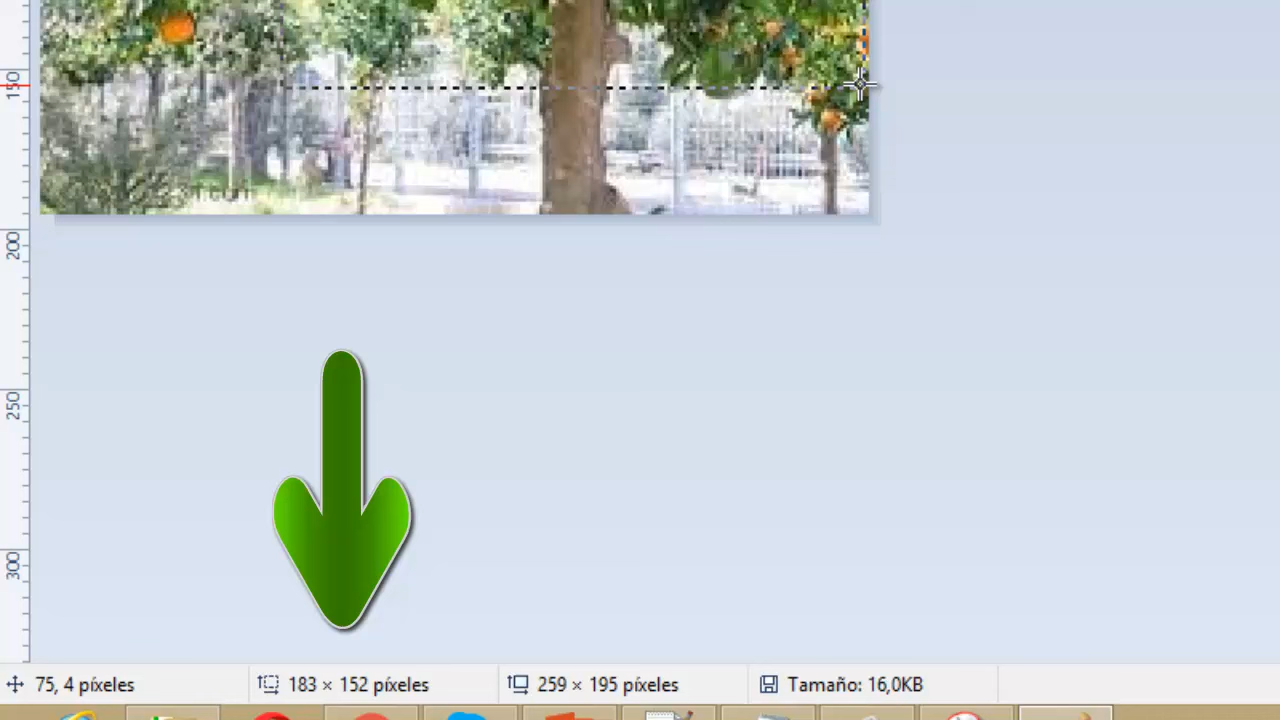 150
200
250
300
75, 4 píxeles
183 × 152 píxeles
259 × 195 píxeles
Tamaño: 16,0KB